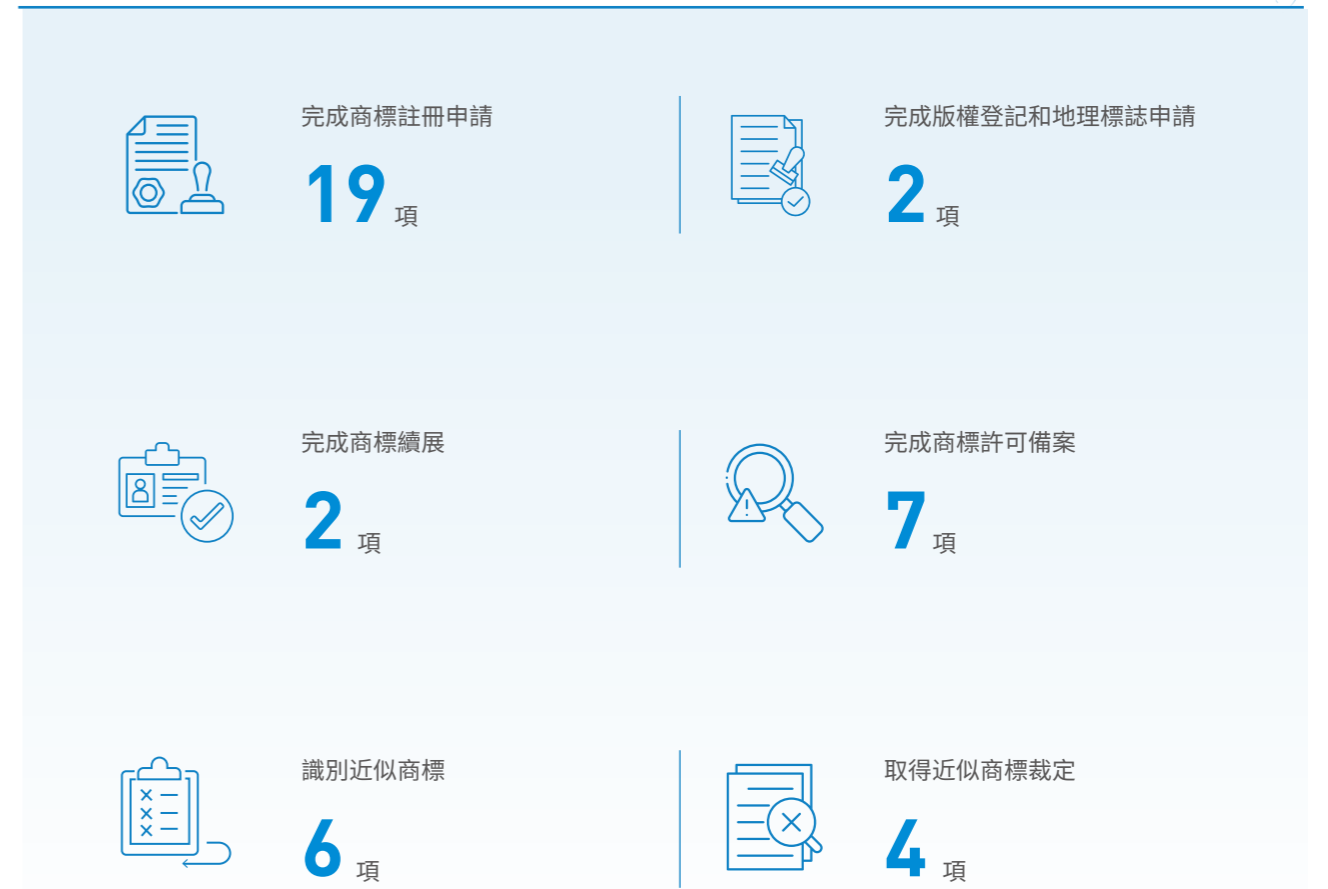 完成商標註冊申請
19 項
完成版權登記和地理標誌申請
2 項
完成商標續展
2 項
完成商標許可備案
7 項
識別近似商標
6 項
取得近似商標裁定
4 項